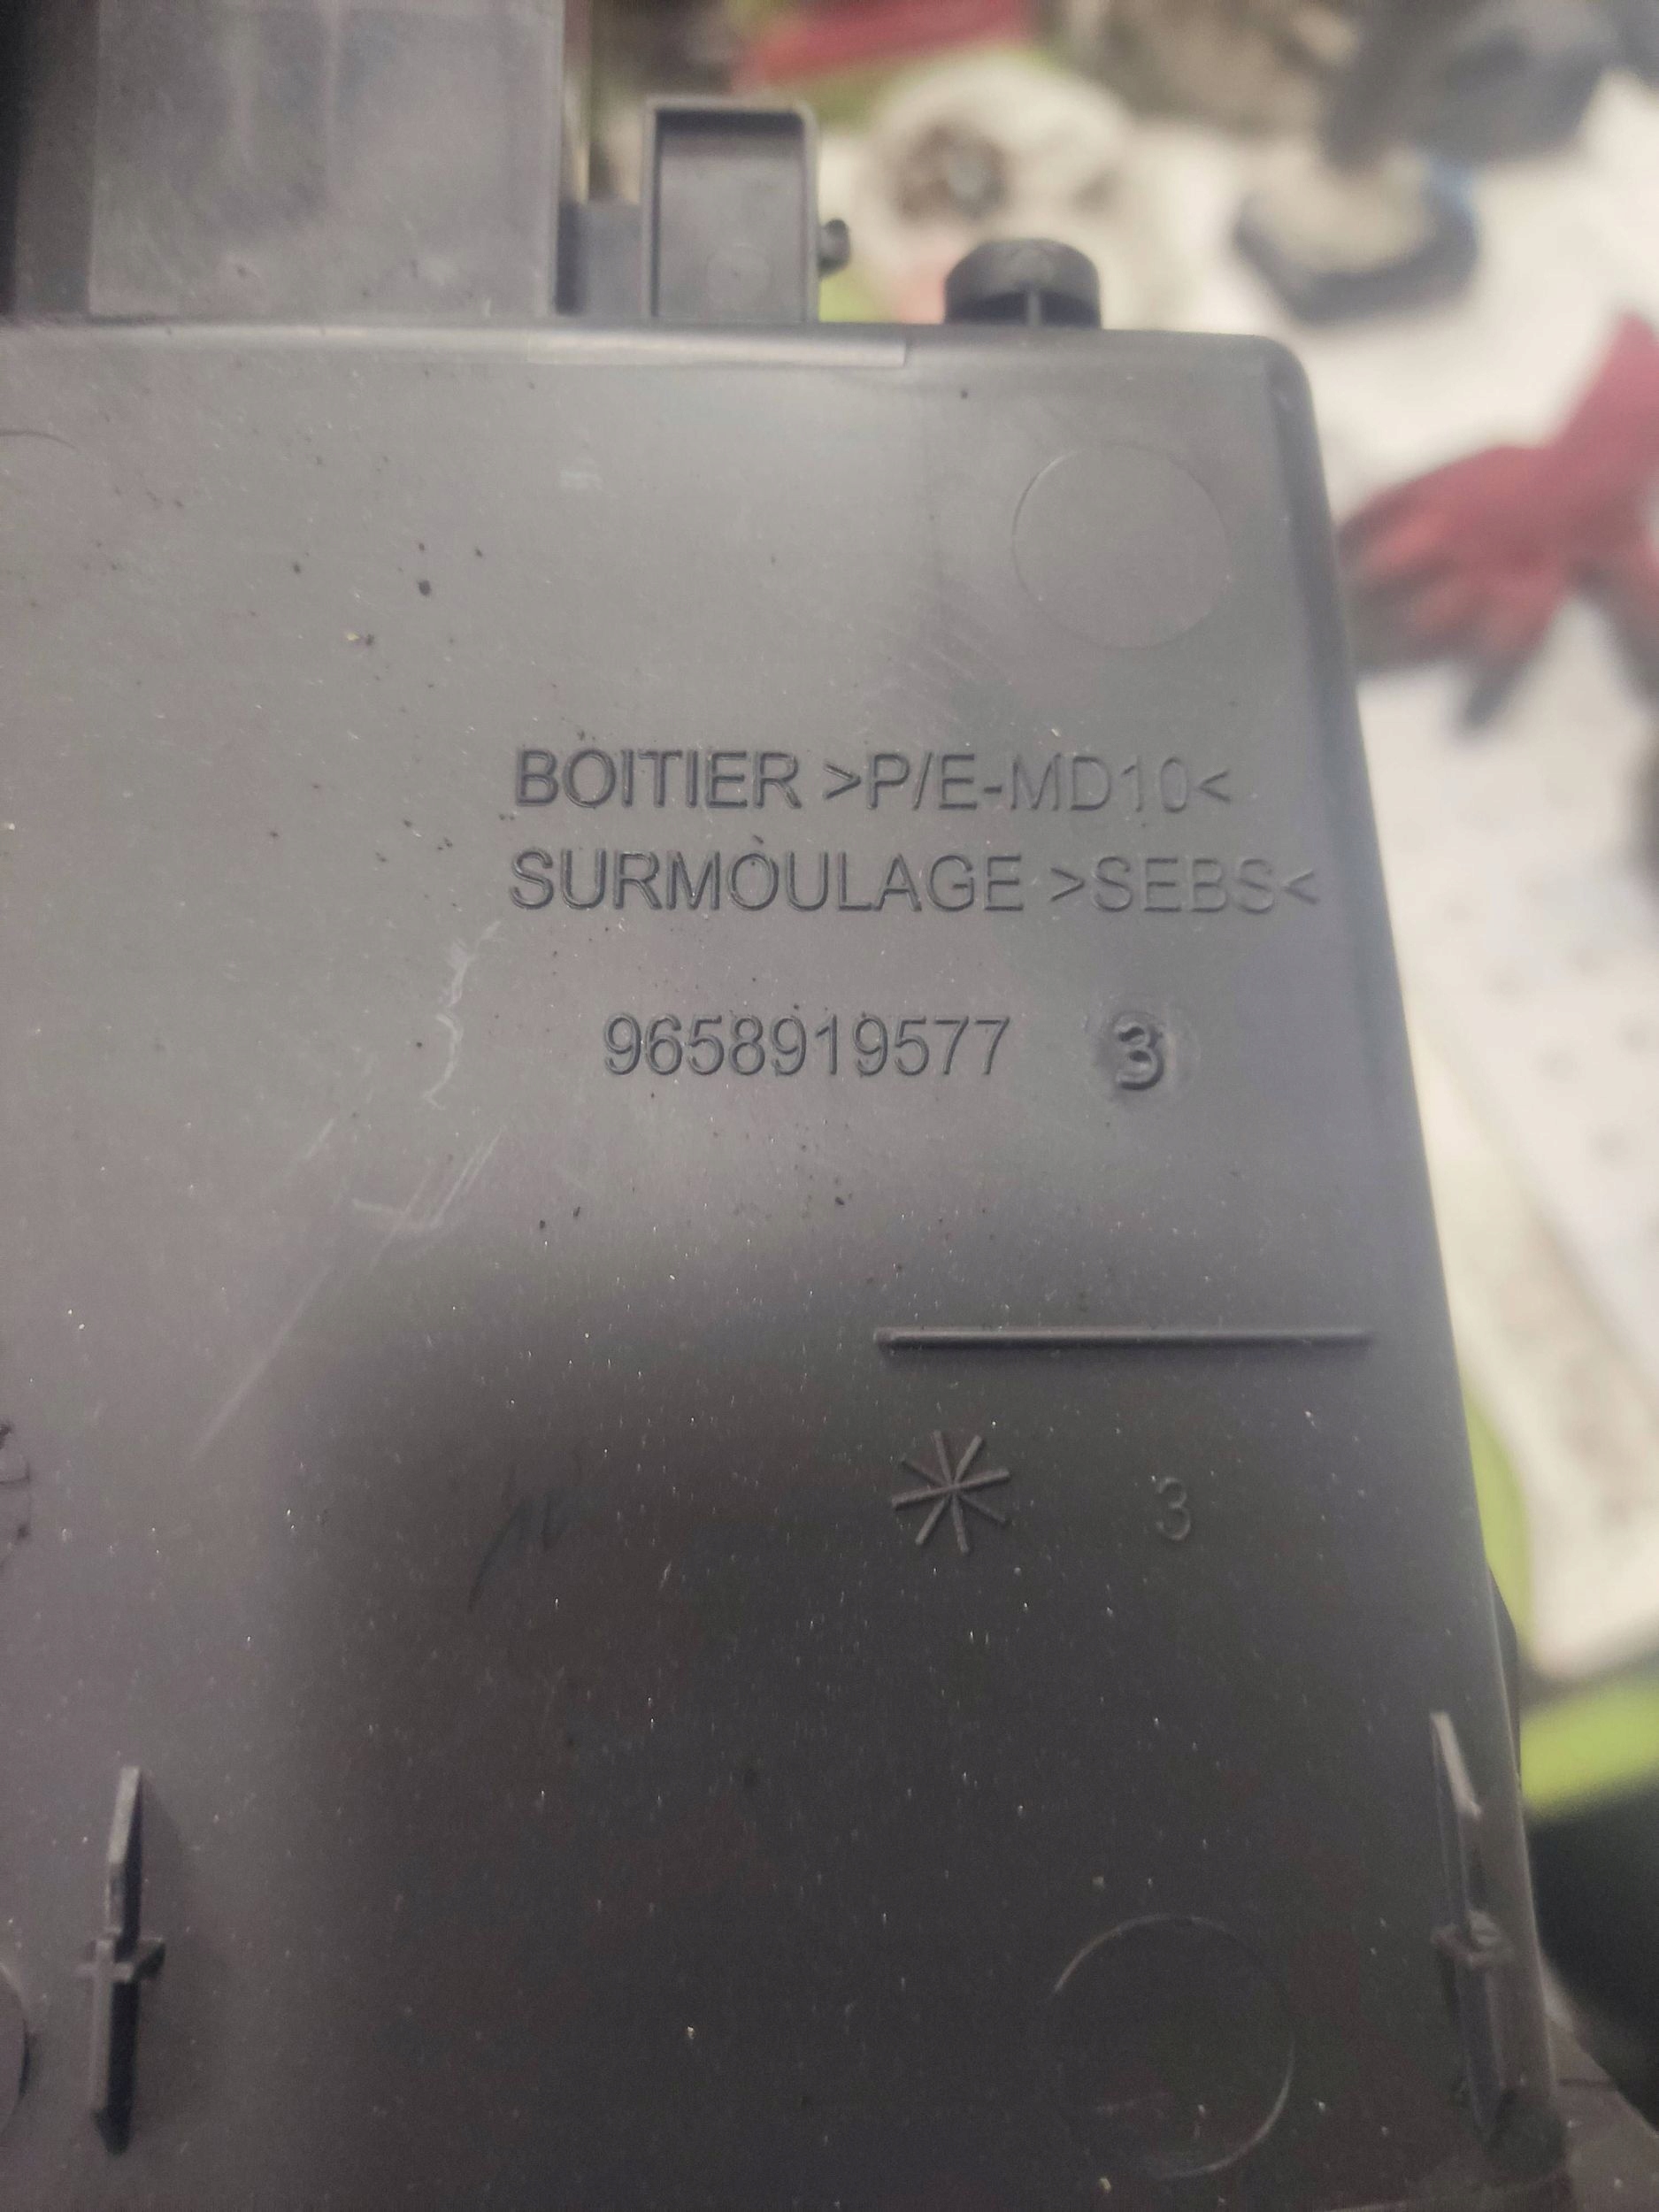 BOITIER >P/E-MD10<
SURMOULAGE >SEBS<
9658919577 3
* 3